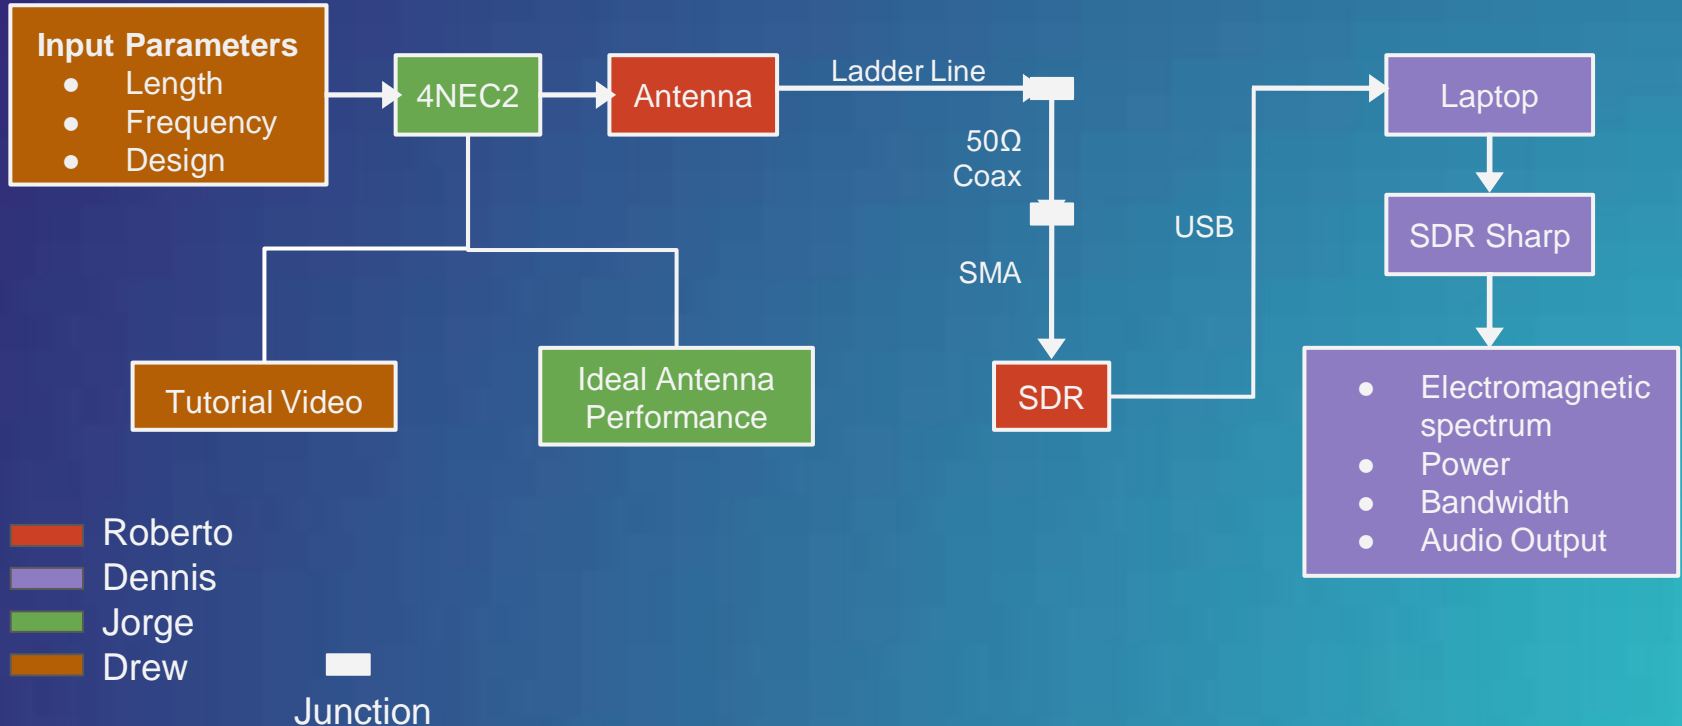 Input Parameters
● Length
● Frequency
● Design
4NEC2
Antenna
Ladder Line
50Ω
Coax
SMA
SDR
USB
Laptop
SDR Sharp
● Electromagnetic
spectrum
● Power
● Bandwidth
● Audio Output
Tutorial Video
Ideal Antenna
Performance
Roberto
Dennis
Jorge
Drew
Junction